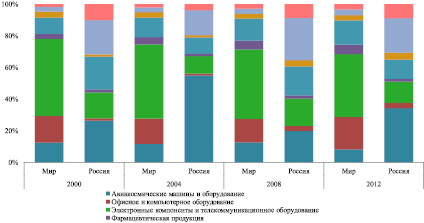 100%
80%
60%
40%
20%
0%
Мир Россия Мир Россия Мир Россия Мир Россия
2000 2004 2008 2012
Авиакосмические машины и оборудование
Офисное и компьютерное оборудование
Электронные компоненты и телекоммуникационное оборудование
Фармацевтическая продукция